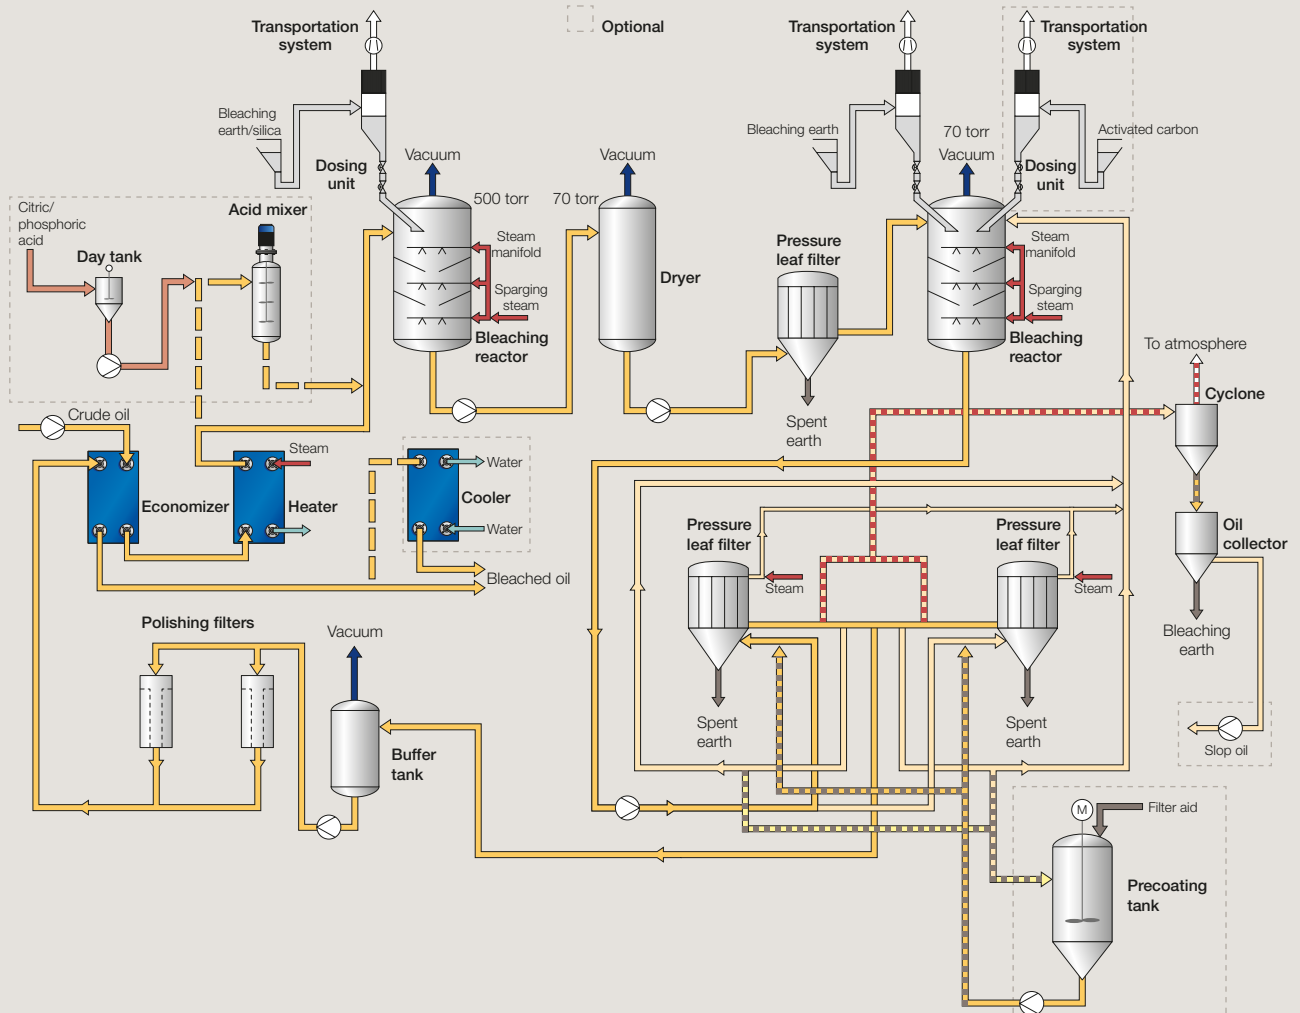 Transportation
system
Optional
Transportation
system
Transportation
system
Bleaching
earth/silica
Bleaching earth
70 torr
Vacuum
Activated carbon
Dosing
unit
Vacuum
Vacuum
Dosing
unit
500 torr
70 torr
Citric/
phosphoric
acid
Acid mixer
Day tank
Steam
manifold
Sparging
steam
Bleaching
reactor
Dryer
Pressure
leaf filter
Steam
manifold
Sparging
steam
Bleaching
reactor
To atmosphere
Cyclone
Spent
earth
Crude oil
Steam
Economizer
Heater
Water
Cooler
Water
Bleached oil
Pressure
leaf filter
Pressure
leaf filter
Oil
collector
Steam
Steam
Bleaching
earth
Polishing filters
Vacuum
Spent
earth
Spent
earth
Buffer
tank
Slop oil
M
Filter aid
Precoating
tank